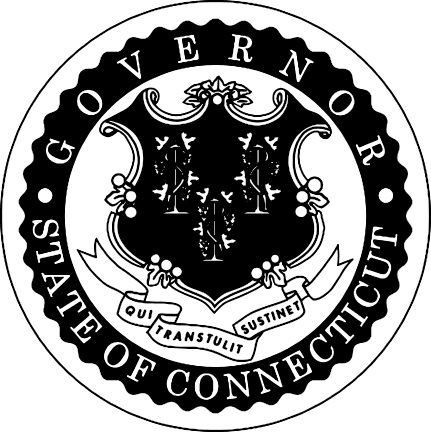 GOVERNOR
STATE OF CONNECTICUT
QUI
TRANSTULIT
SUSTINET